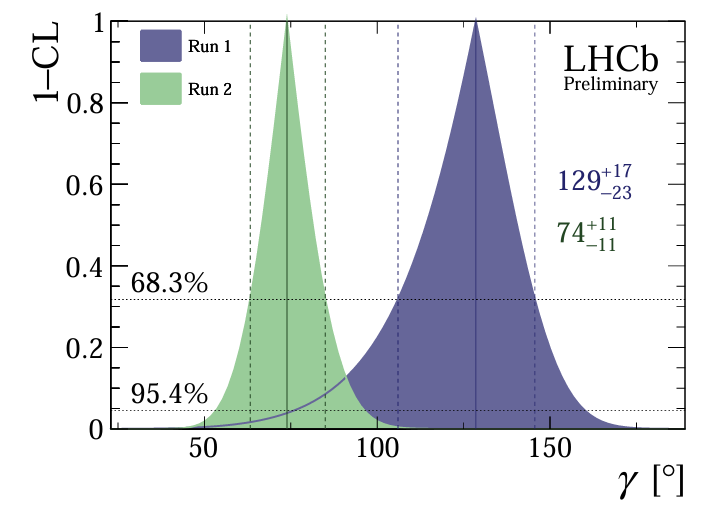 1–CL
1
0.8
0.6
0.4
0.2
0
Run 1
Run 2
LHCb
Preliminary
129 +17 −23
74 +11 −11
68.3%
95.4%
50 100 150
γ [°]